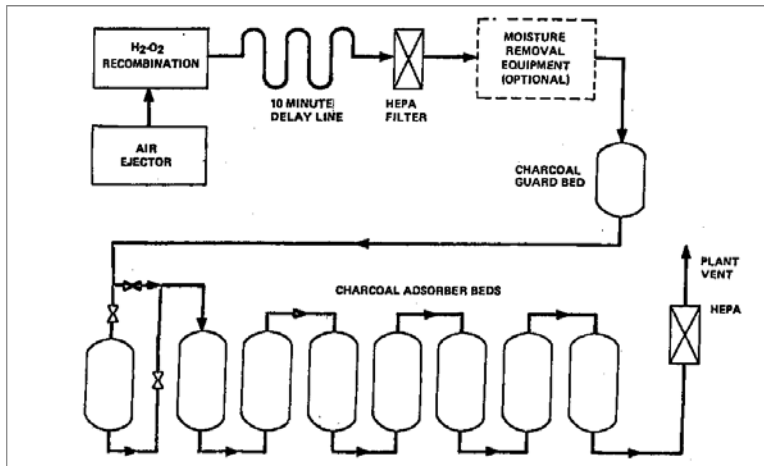 H₂-O₂
RECOMBINATION
10 MINUTE
DELAY LINE
HEPA
FILTER
MOISTURE
REMOVAL
EQUIPMENT
(OPTIONAL)
AIR
EJECTOR
CHARCOAL
GUARD BED
PLANT
VENT
CHARCOAL ADSORBER BEDS
HEPA